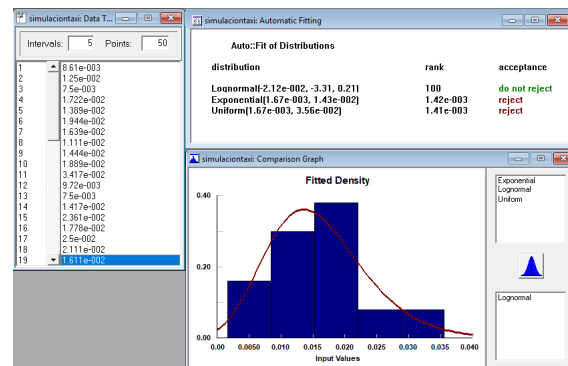 simulaciontaxi: Data T...
Intervals: 5 Points: 50
1 8.61e-003
2 1.25e-002
3 7.5e-003
4 1.722e-002
5 1.389e-002
6 1.944e-002
7 1.639e-002
8 1.111e-002
9 1.444e-002
10 1.889e-002
11 3.417e-002
12 9.72e-003
13 7.5e-003
14 1.417e-002
15 2.361e-002
16 1.778e-002
17 2.5e-002
18 2.111e-002
19 1.611e-002
simulaciontaxi: Automatic Fitting
Auto::Fit of Distributions
distribution rank acceptance
Lognormal(-2.12e-002, -3.31, 0.21) 100 do not reject
Exponential(1.67e-003, 1.43e-002) 1.42e-003 reject
Uniform(1.67e-003, 3.56e-002) 1.41e-003 reject
simulaciontaxi: Comparison Graph
Fitted Density
0.40
0.20
0.00
0.00 0.0050 0.010 0.015 0.020 0.025 0.030 0.035 0.040
Input Values
Exponential
Lognormal
Uniform
Lognormal